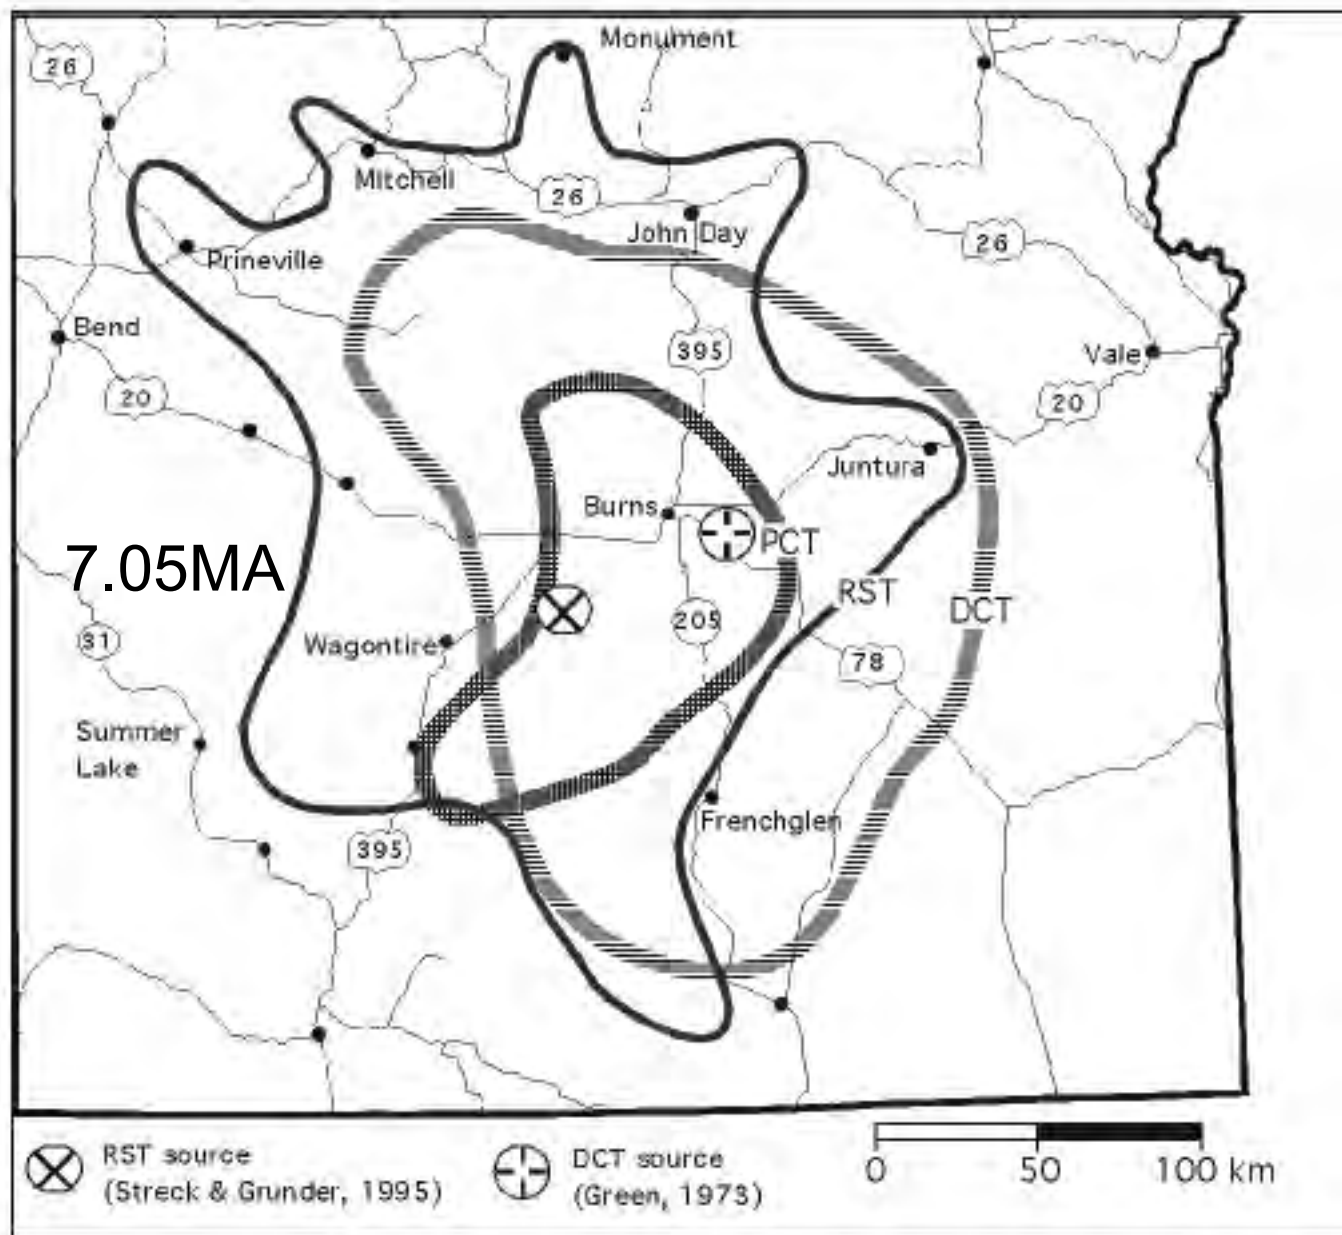 Monument
26
Mitchell
26
John Day
26
Prineville
Bend
395
Vale
20
20
Juntura
Burns
PCT
7.05MA
RST
DCT
205
31
Wagontire
78
Summer
Lake
Frenchglen
395
RST source
(Streck & Grunder, 1995)
DCT source
(Green, 1973)
0 50 100 km